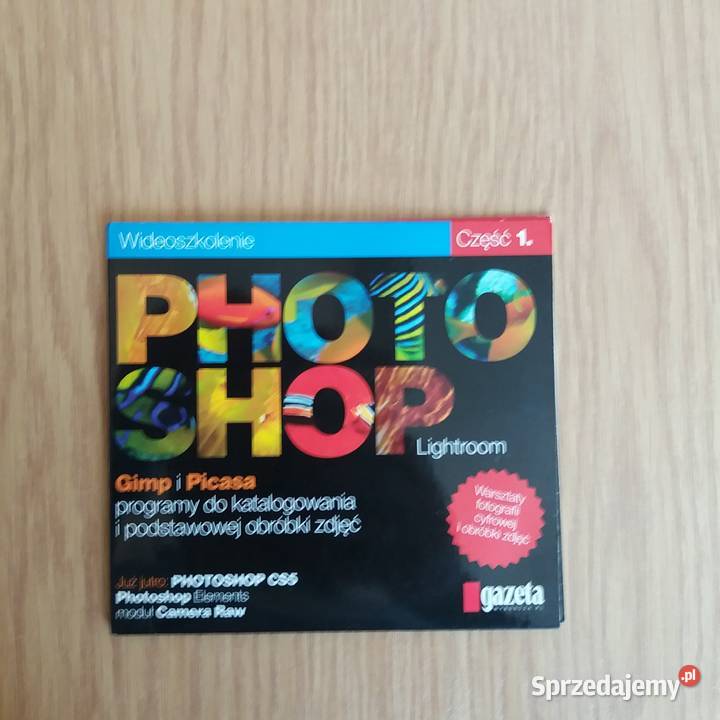 Wideoszkolenie
Część 1.
PHOTO
SHOP
Lightroom
Gimp i Picasa
programy do katalogowania
i podstawowej obróbki zdjęć
Warsztaty
fotografii
cyfrowej
i obróbki zdjęć
Już jutro: PHOTOSHOP CS5
Photoshop Elements
moduł Camera Raw
gazeta
Sprzedajemy.pl